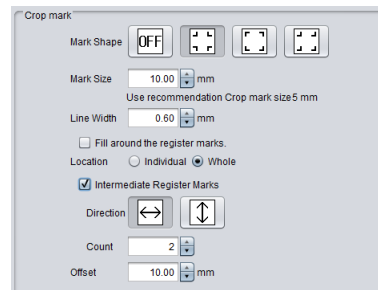 Crop mark
Mark Shape OFF
Mark Size 10.00 mm
Use recommendation Crop mark size5 mm
Line Width 0.60 mm
Fill around the register marks.
Location Individual Whole
Intermediate Register Marks
Direction
Count 2
Offset 10.00 mm